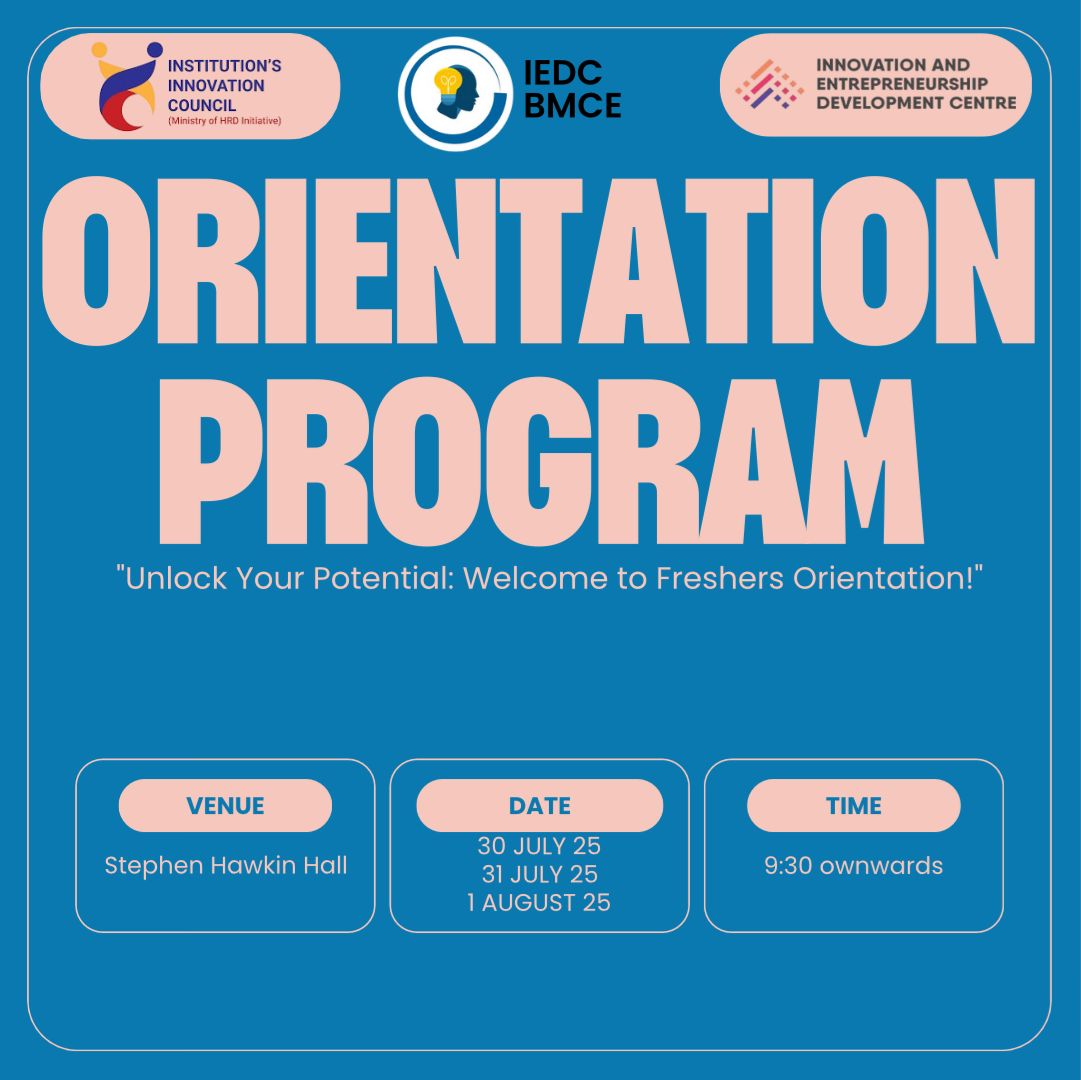 INSTITUTION'S
INNOVATION
COUNCIL
(Ministry of HRD Initiative)
IEDC
BMCE
INNOVATION AND
ENTREPRENEURSHIP
DEVELOPMENT CENTRE
ORIENTATION
PROGRAM
"Unlock Your Potential: Welcome to Freshers Orientation!"
VENUE
Stephen Hawkin Hall
DATE
30 JULY 25
31 JULY 25
1 AUGUST 25
TIME
9:30 ownwards